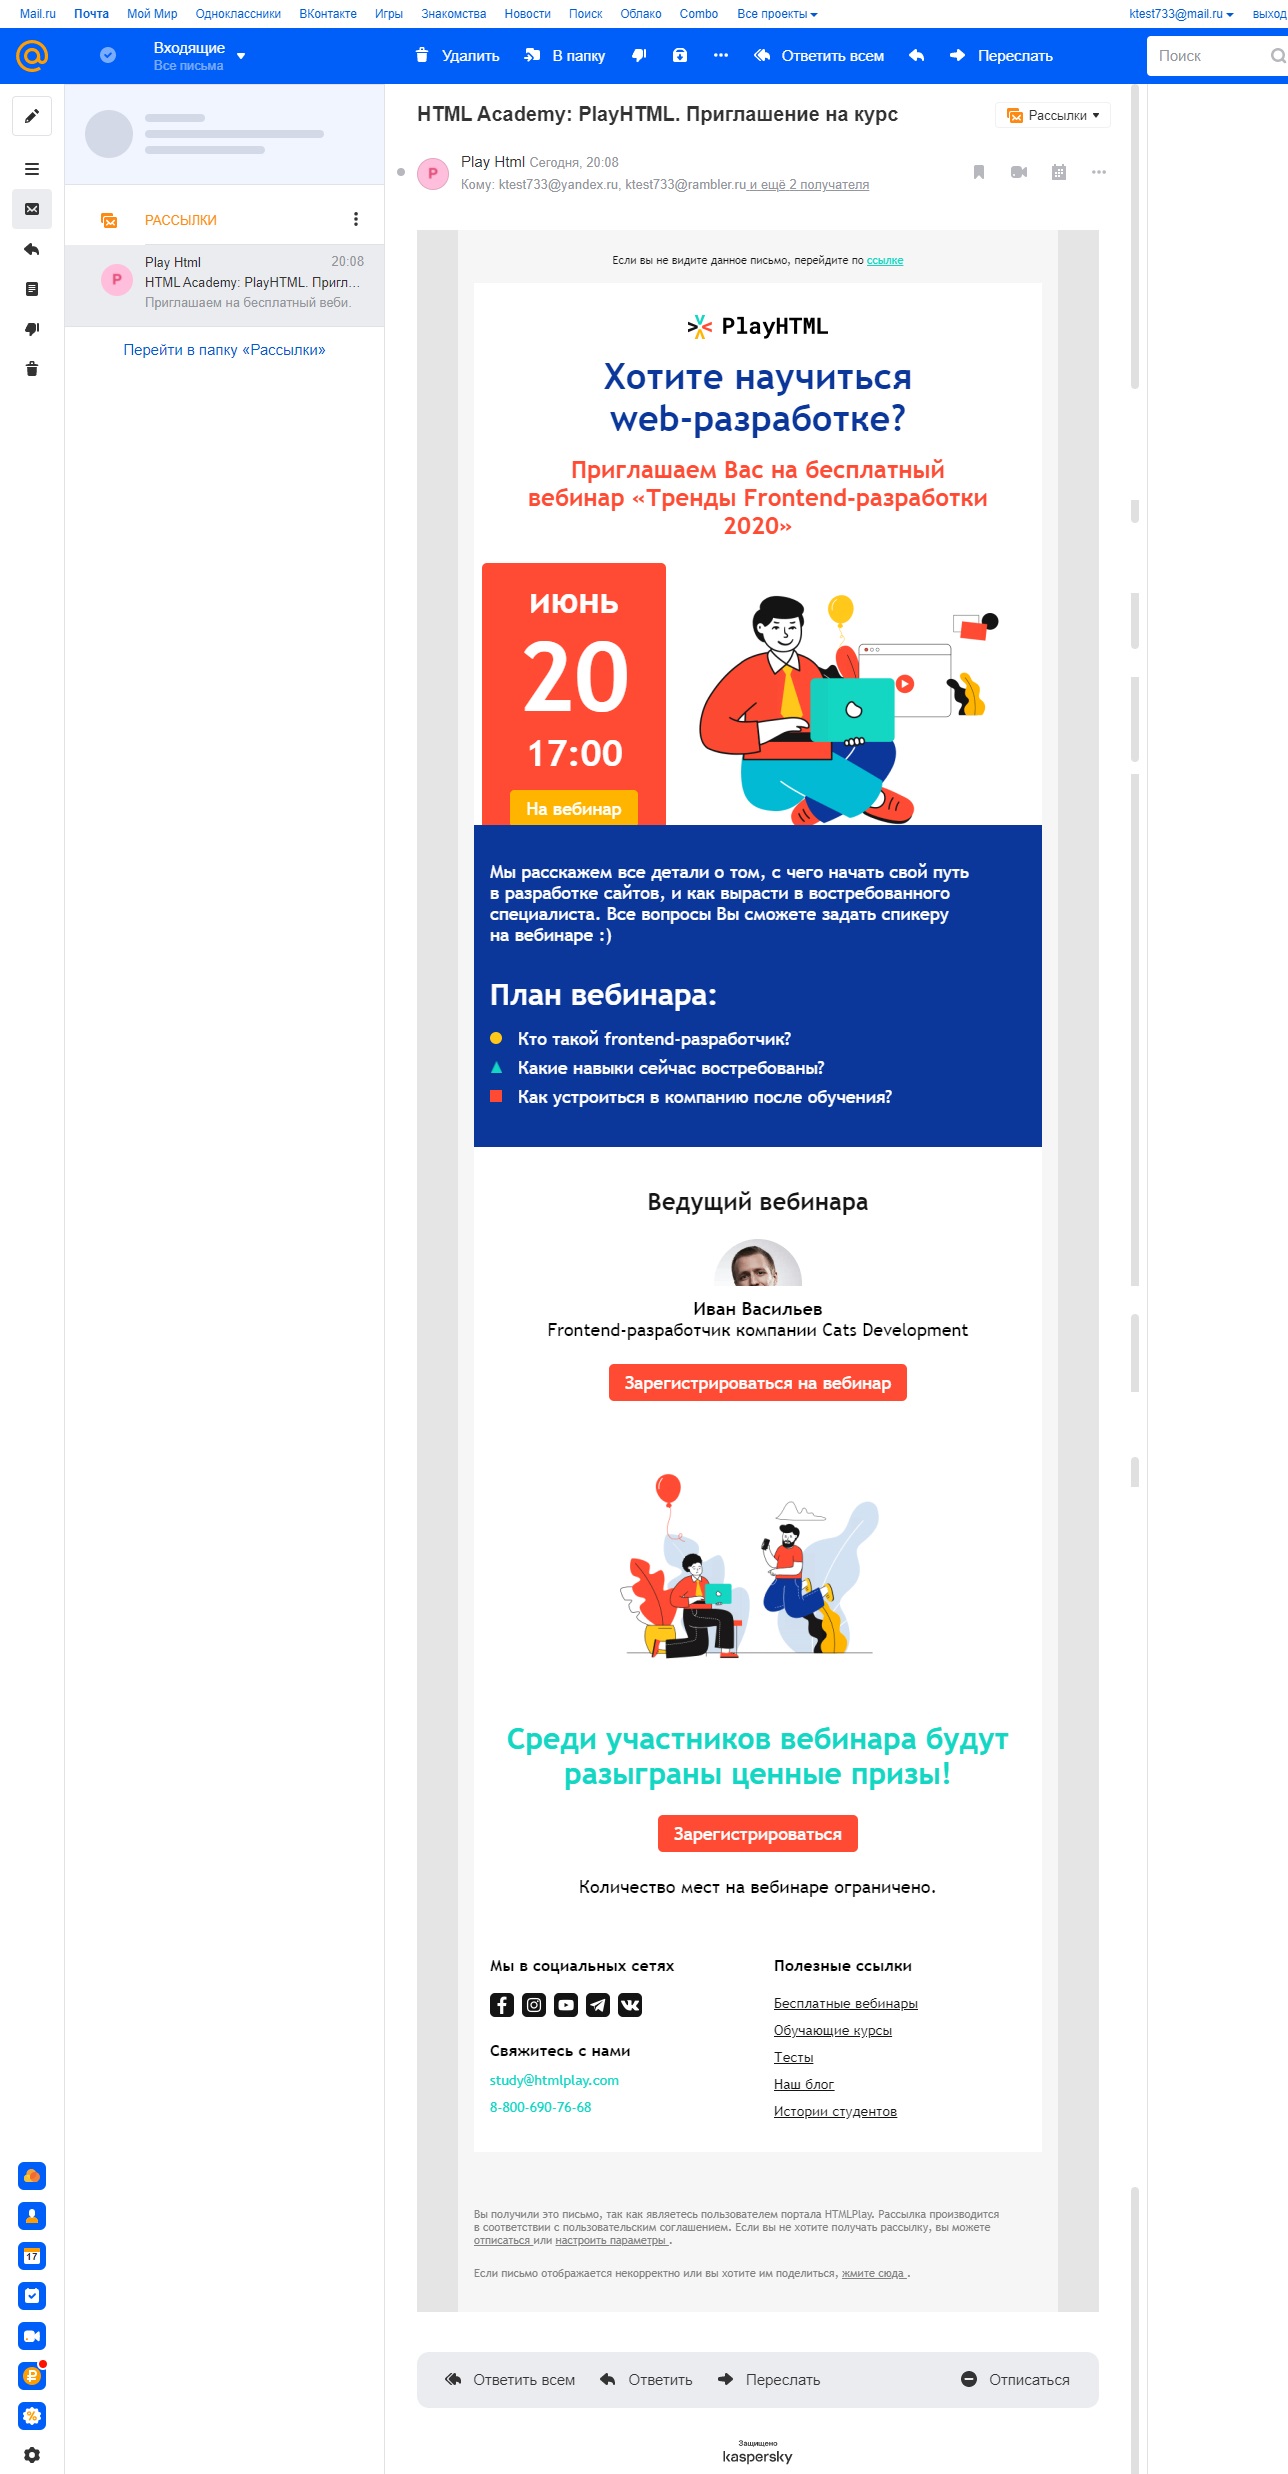 Mail.ru Почта Мой Мир Одноклассники ВКонтакте Игры Знакомства Новости Поиск Облако Combo Все проекты ktest733@mail.ru выход
Входящие
Все письма
Удалить В папку Ответить всем Переслать Поиск
HTML Academy: PlayHTML. Приглашение на курс
Рассылки
P
Play Html Сегодня, 20:08
Кому: ktest733@yandex.ru, ktest733@rambler.ru и ещё 2 получателя
РАССЫЛКИ
P
Play Html 20:08
HTML Academy: PlayHTML. Пригл...
Приглашаем на бесплатный веби.
Перейти в папку «Рассылки»
Если вы не видите данное письмо, перейдите по ссылке
PlayHTML
Хотите научиться
web-разработке?
Приглашаем Вас на бесплатный
вебинар «Тренды Frontend-разработки
2020»
июнь
20
17:00
На вебинар
Мы расскажем все детали о том, с чего начать свой путь
в разработке сайтов, и как вырасти в востребованного
специалиста. Все вопросы Вы сможете задать спикеру
на вебинаре :)
План вебинара:
Кто такой frontend-разработчик?
Какие навыки сейчас востребованы?
Как устроиться в компанию после обучения?
Ведущий вебинара
Иван Васильев
Frontend-разработчик компании Cats Development
Зарегистрироваться на вебинар
Среди участников вебинара будут
разыграны ценные призы!
Зарегистрироваться
Количество мест на вебинаре ограничено.
Мы в социальных сетях
Свяжитесь с нами
study@htmlplay.com
8-800-690-76-68
Полезные ссылки
Бесплатные вебинары
Обучающие курсы
Тесты
Наш блог
Истории студентов
Вы получили это письмо, так как являетесь пользователем портала HTMLPlay. Рассылка производится
в соответствии с пользовательским соглашением. Если вы не хотите получать рассылку, вы можете
отписаться или настроить параметры .
Если письмо отображается некорректно или вы хотите им поделиться, жмите сюда .
17
Ответить всем Ответить Переслать Отписаться
Защищено
kaspersky